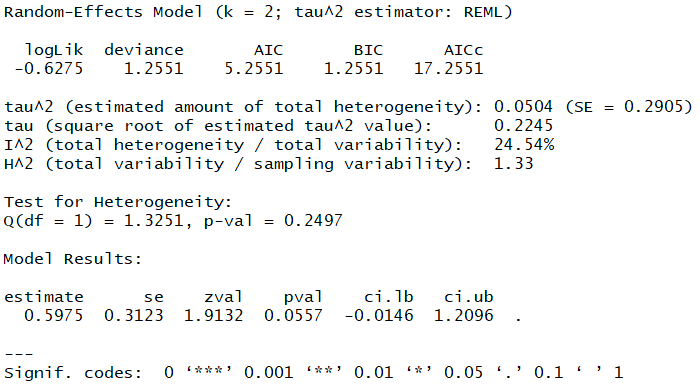 Random-Effects Model (k = 2; tau^2 estimator: REML)
logLik deviance AIC BIC AICc
-0.6275 1.2551 5.2551 1.2551 17.2551
tau^2 (estimated amount of total heterogeneity): 0.0504 (SE = 0.2905)
tau (square root of estimated tau^2 value): 0.2245
I^2 (total heterogeneity / total variability): 24.54%
H^2 (total variability / sampling variability): 1.33
Test for Heterogeneity:
Q(df = 1) = 1.3251, p-val = 0.2497
Model Results:
estimate se zval pval ci.lb ci.ub
0.5975 0.3123 1.9132 0.0557 -0.0146 1.2096 .
---
Signif. codes: 0 ‘***’ 0.001 ‘**’ 0.01 ‘*’ 0.05 ‘.’ 0.1 ‘ ’ 1